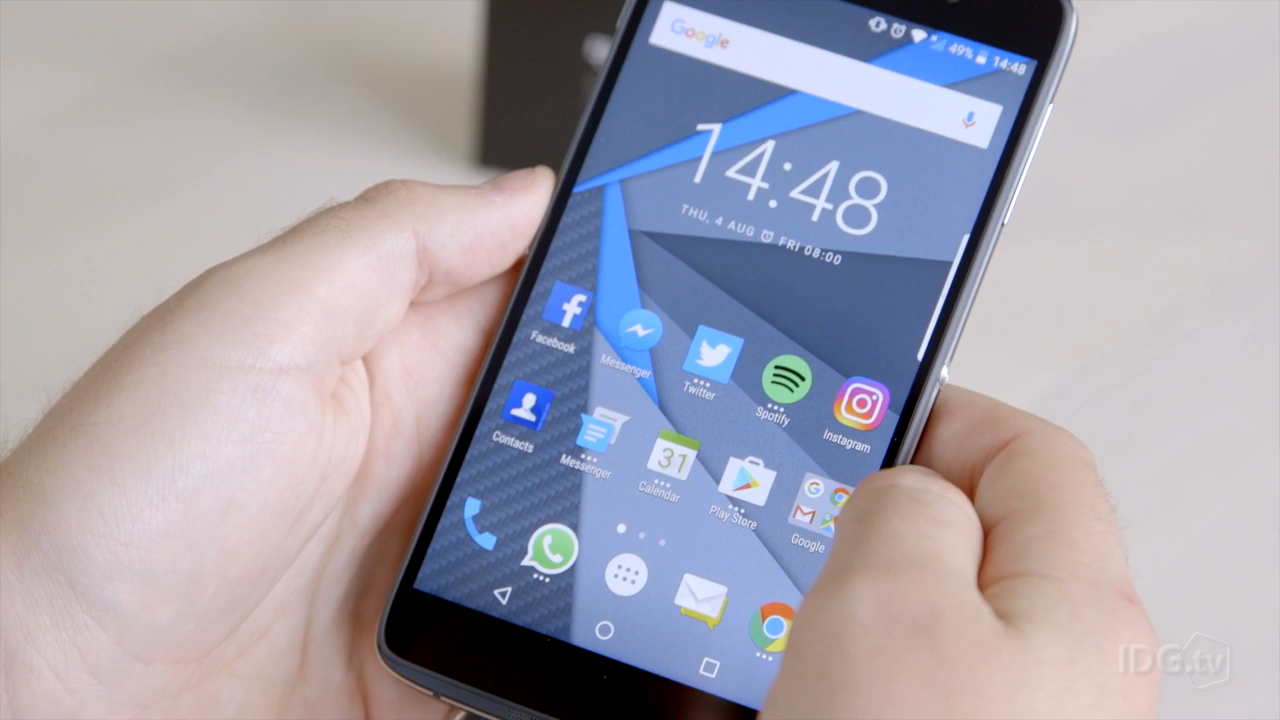 49% 14:48
Google
14:48
THU, 4 AUG FRI 08:00
Facebook
Messenger
Twitter
Spotify
Instagram
Contacts
Messenger
31
Calendar
Play Store
Google
IDG.tv